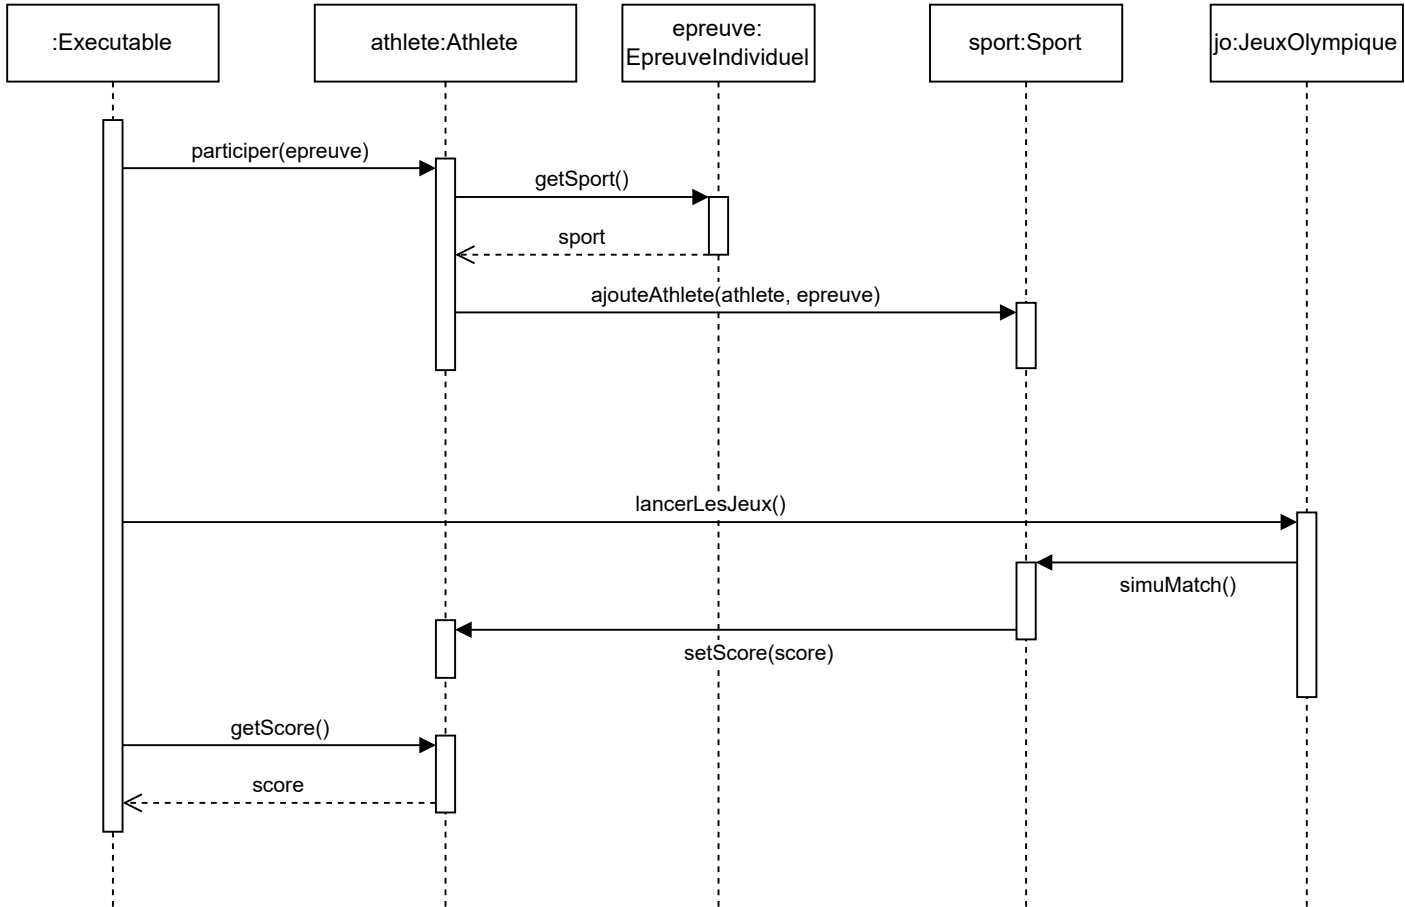 :Executable
athlete:Athlete
epreuve:
EpreuveIndividuel
sport:Sport
jo:JeuxOlympique
participer(epreuve)
getSport()
sport
ajouteAthlete(athlete, epreuve)
lancerLesJeux()
simuMatch()
setScore(score)
getScore()
score